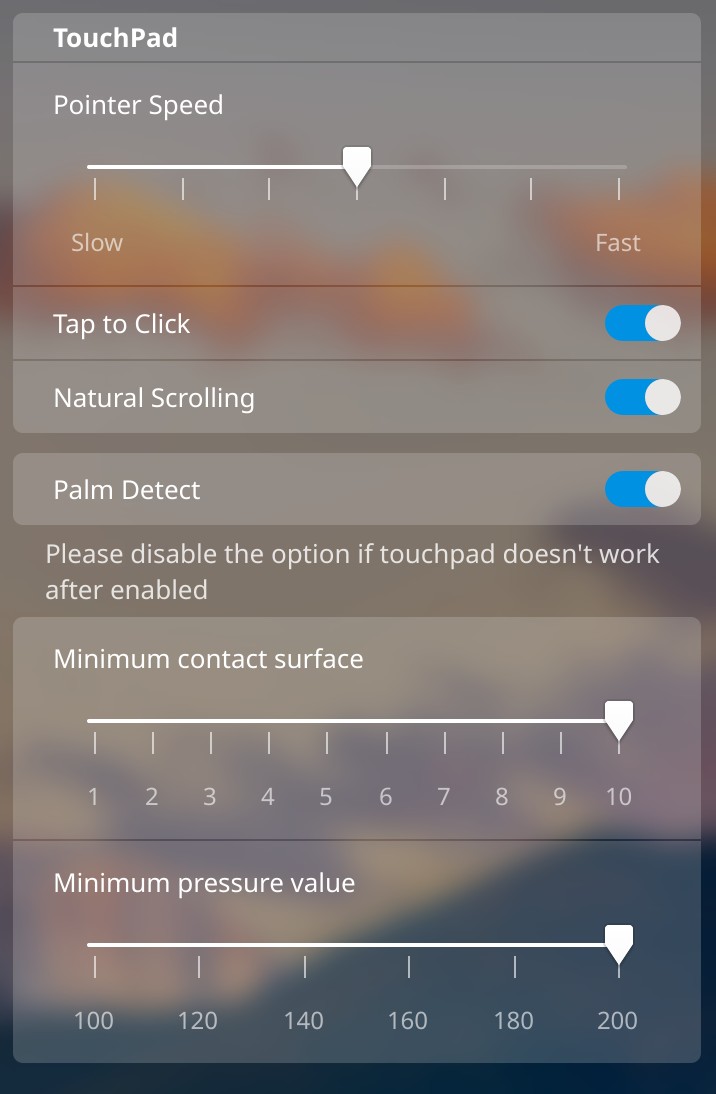 TouchPad
Pointer Speed
Slow Fast
Tap to Click
Natural Scrolling
Palm Detect
Please disable the option if touchpad doesn't work
after enabled
Minimum contact surface
1 2 3 4 5 6 7 8 9 10
Minimum pressure value
100 120 140 160 180 200